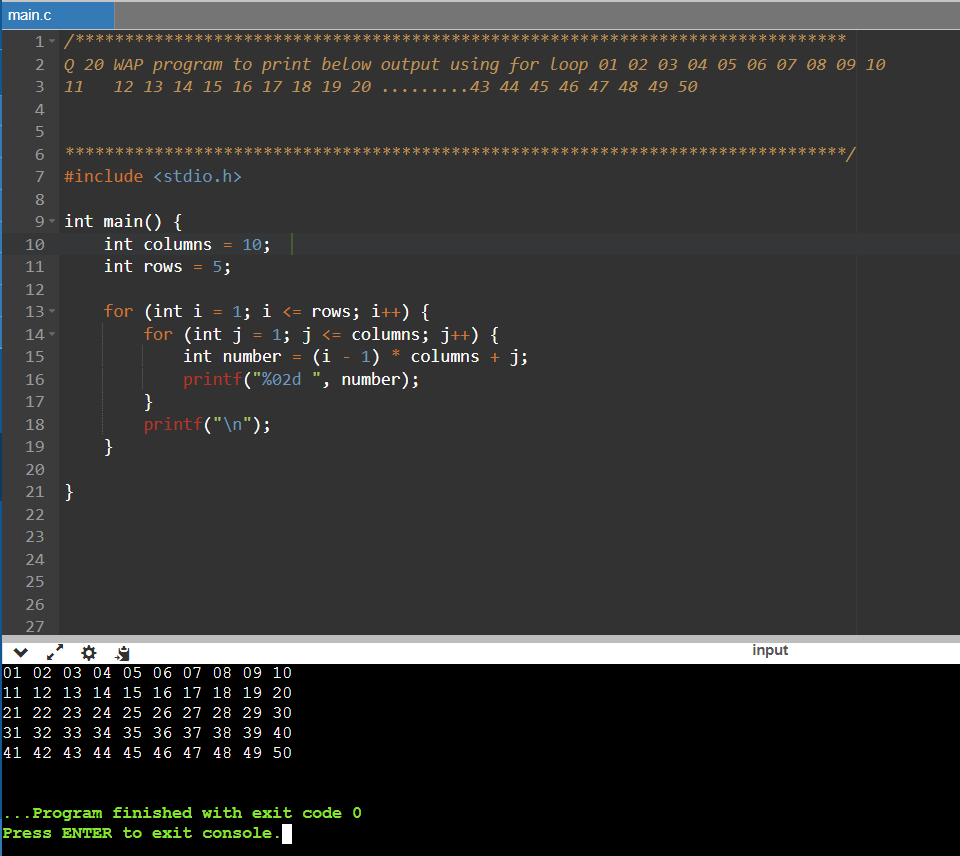 main.c
1 /******************************************************************************
2 Q 20 WAP program to print below output using for loop 01 02 03 04 05 06 07 08 09 10
3 11   12 13 14 15 16 17 18 19 20 .........43 44 45 46 47 48 49 50
4
5
6 *******************************************************************************/
7 #include <stdio.h>
8
9 int main() {
10     int columns = 10;
11     int rows = 5;
12
13     for (int i = 1; i <= rows; i++) {
14         for (int j = 1; j <= columns; j++) {
15             int number = (i - 1) * columns + j;
16             printf("%02d ", number);
17         }
18         printf("\n");
19     }
20
21 }
22
23
24
25
26
27
input
01 02 03 04 05 06 07 08 09 10
11 12 13 14 15 16 17 18 19 20
21 22 23 24 25 26 27 28 29 30
31 32 33 34 35 36 37 38 39 40
41 42 43 44 45 46 47 48 49 50
...Program finished with exit code 0
Press ENTER to exit console.